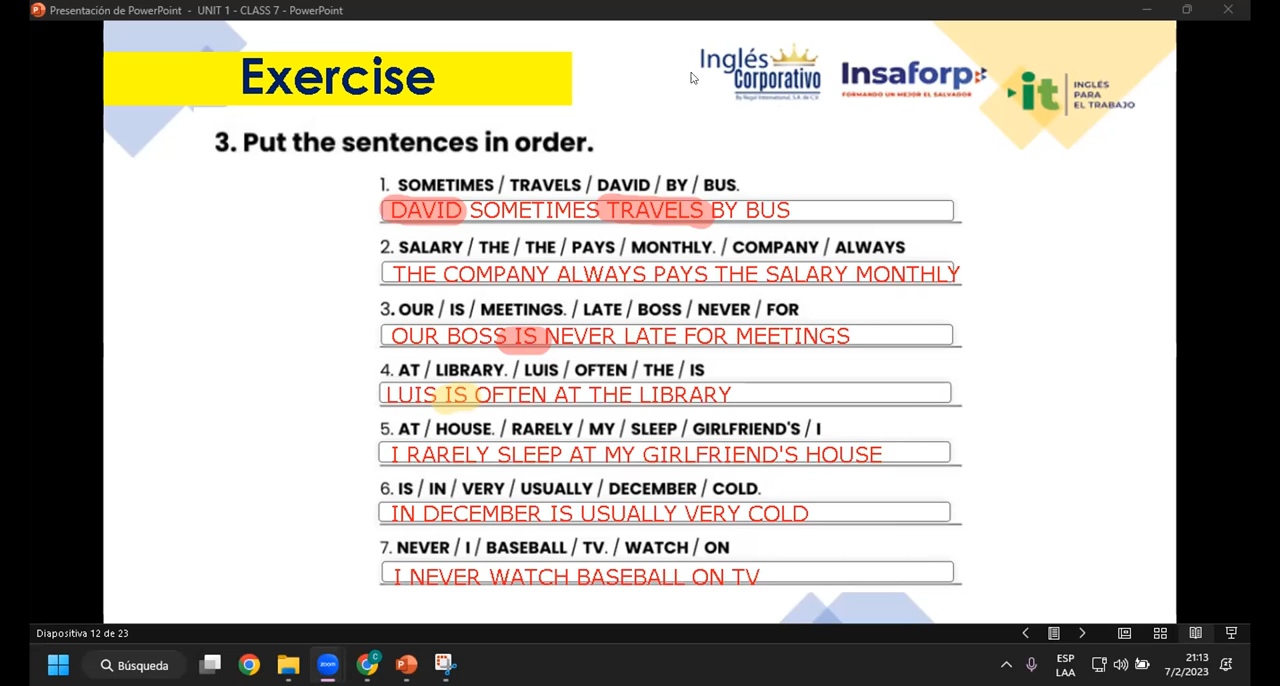 Presentación de PowerPoint - UNIT 1 - CLASS 7 - PowerPoint
Exercise
Inglés
Corporativo
By Regal International, S.A. de C.V.
Insaforp
FORMANDO UN MEJOR EL SALVADOR
it
INGLÉS
PARA
EL TRABAJO
3. Put the sentences in order.
1. SOMETIMES / TRAVELS / DAVID / BY / BUS.
DAVID SOMETIMES TRAVELS BY BUS
2. SALARY / THE / THE / PAYS / MONTHLY. / COMPANY / ALWAYS
THE COMPANY ALWAYS PAYS THE SALARY MONTHLY
3. OUR / IS / MEETINGS. / LATE / BOSS / NEVER / FOR
OUR BOSS IS NEVER LATE FOR MEETINGS
4. AT / LIBRARY. / LUIS / OFTEN / THE / IS
LUIS IS OFTEN AT THE LIBRARY
5. AT / HOUSE. / RARELY / MY / SLEEP / GIRLFRIEND'S / I
I RARELY SLEEP AT MY GIRLFRIEND'S HOUSE
6. IS / IN / VERY / USUALLY / DECEMBER / COLD.
IN DECEMBER IS USUALLY VERY COLD
7. NEVER / I / BASEBALL / TV. / WATCH / ON
I NEVER WATCH BASEBALL ON TV
Diapositiva 12 de 23
Búsqueda
ESP
LAA
21:13
7/2/2023